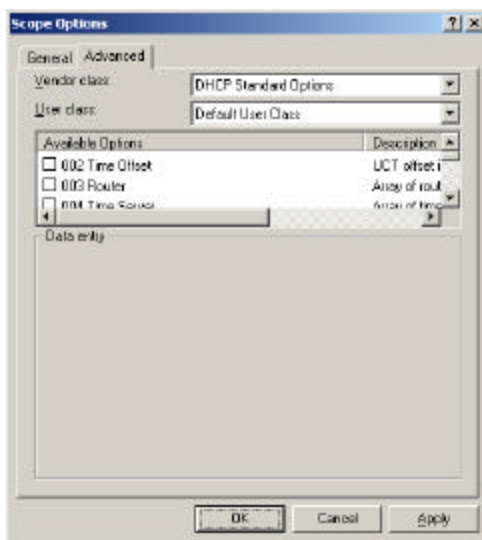 Scope Options
General Advanced
Vendor class: DHCP Standard Options
User class: Default User Class
Available Options Description
002 Time Offset UCT offset i
003 Router Array of rout
004 Time Server Array of time
Data entry
OK Cancel Apply